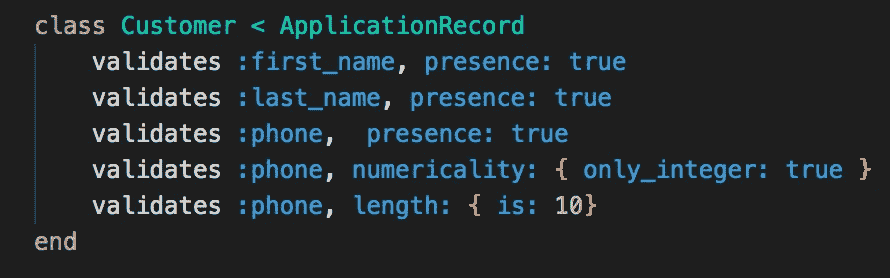 class Customer < ApplicationRecord
    validates :first_name, presence: true
    validates :last_name, presence: true
    validates :phone,  presence: true
    validates :phone, numericality: { only_integer: true }
    validates :phone, length: { is: 10}
end